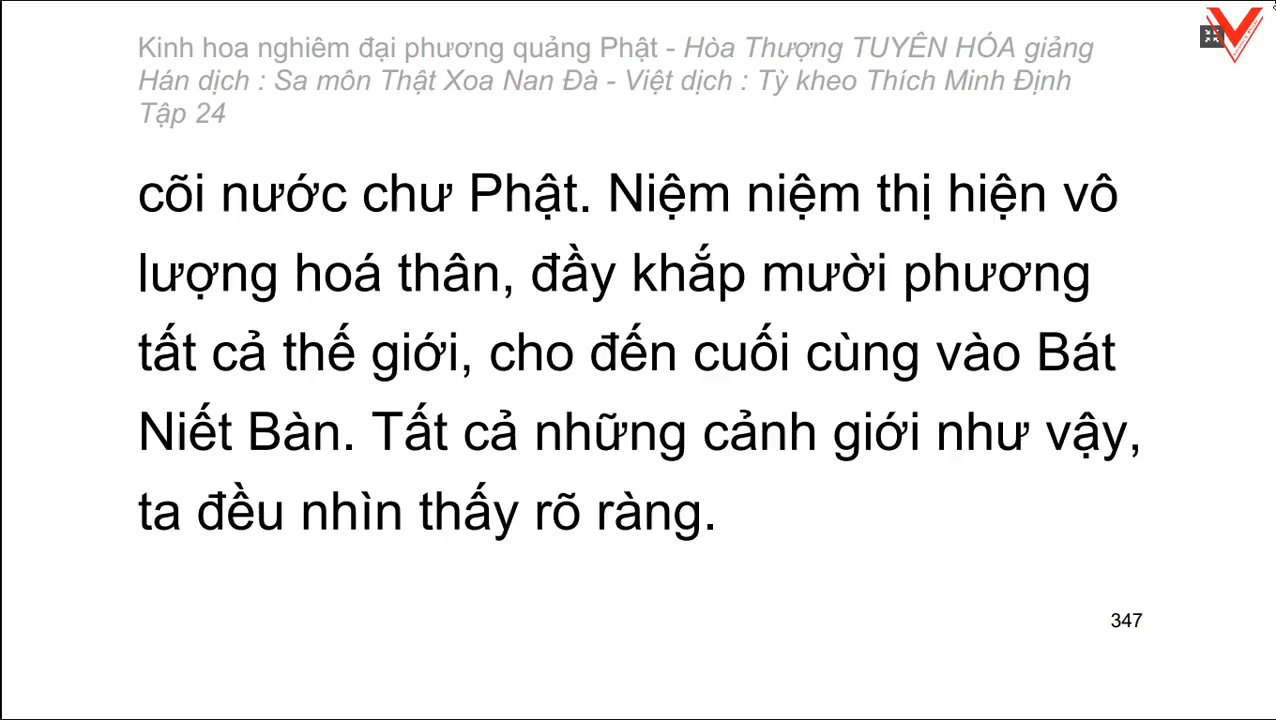 Kinh hoa nghiêm đại phương quảng Phật - Hòa Thượng TUYÊN HÓA giảng
Hán dịch : Sa môn Thật Xoa Nan Đà - Việt dịch : Tỳ kheo Thích Minh Định
Tập 24
cõi nước chư Phật. Niệm niệm thị hiện vô
lượng hoá thân, đầy khắp mười phương
tất cả thế giới, cho đến cuối cùng vào Bát
Niết Bàn. Tất cả những cảnh giới như vậy,
ta đều nhìn thấy rõ ràng.
347